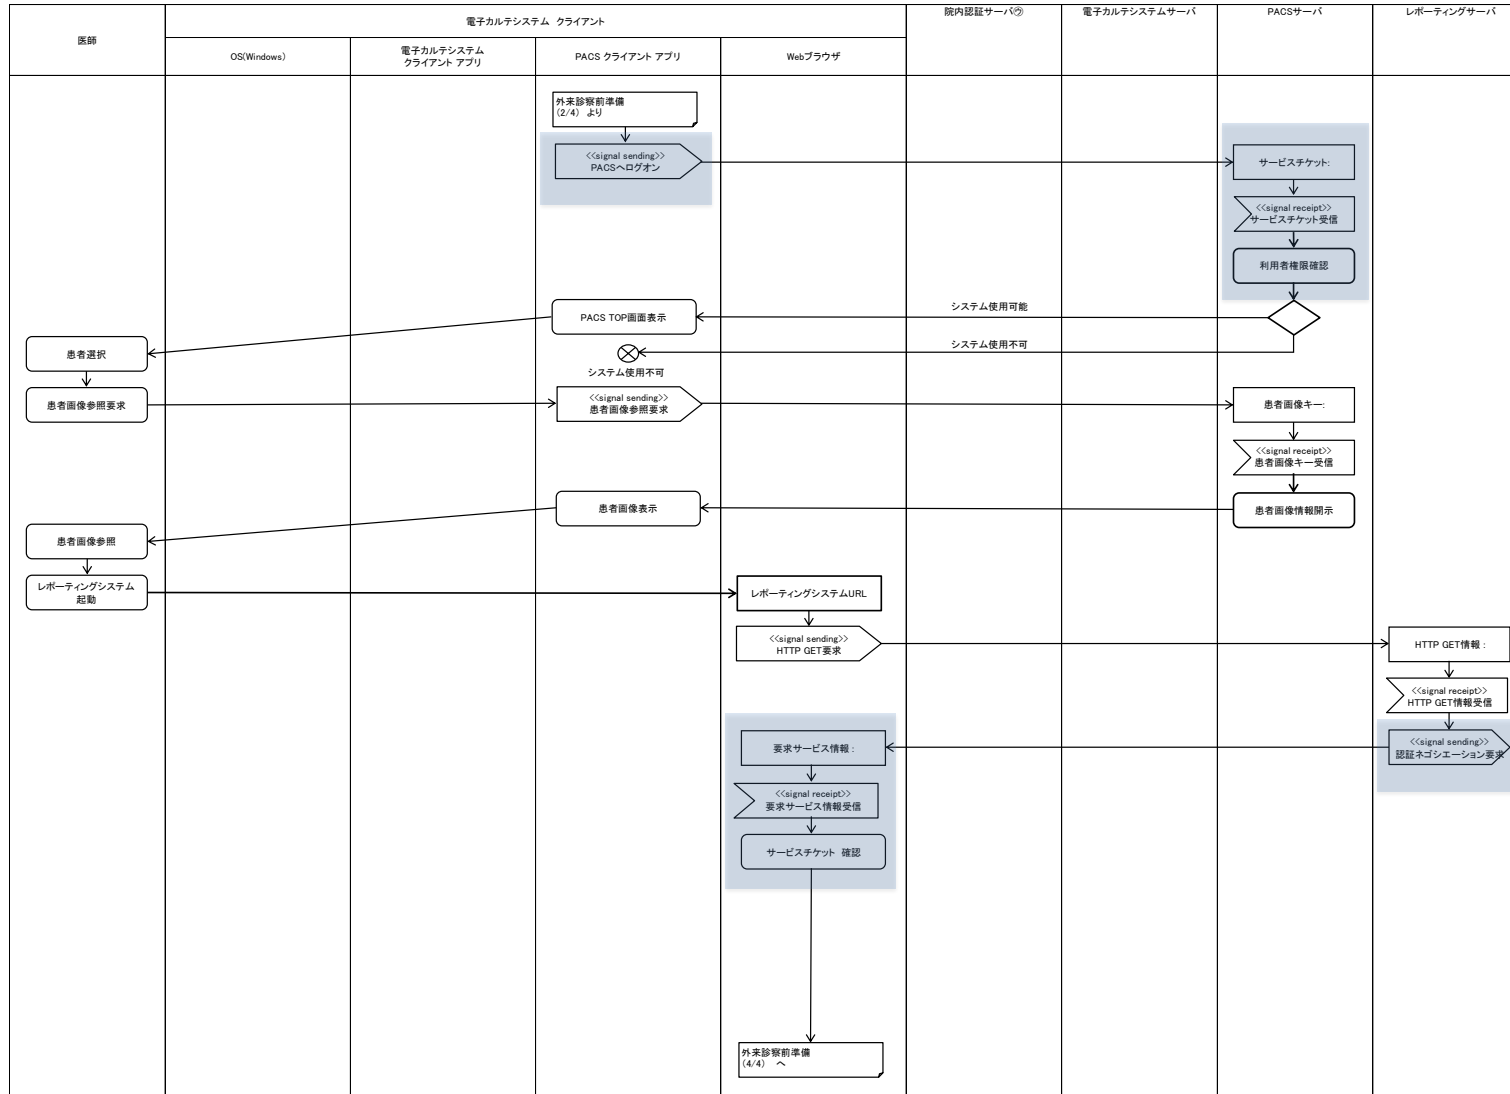 医師
電子カルテシステム クライアント
院内認証サーバ㋒
電子カルテシステムサーバ
PACSサーバ
レポーティングサーバ
OS(Windows)
電子カルテシステム
クライアント アプリ
PACS クライアント アプリ
Webブラウザ
外来診察前準備
(2/4) より
<<signal sending>>
PACSへログオン
サービスチケット:
<<signal receipt>>
サービスチケット受信
利用者権限確認
システム使用可能
PACS TOP画面表示
システム使用不可
患者選択
システム使用不可
患者画像参照要求
<<signal sending>>
患者画像参照要求
患者画像キー:
<<signal receipt>>
患者画像キー受信
患者画像表示
患者画像情報開示
患者画像参照
レポーティングシステム
起動
レポーティングシステムURL
<<signal sending>>
HTTP GET要求
HTTP GET情報 :
<<signal receipt>>
HTTP GET情報受信
<<signal sending>>
認証ネゴシエーション要求
要求サービス情報 :
<<signal receipt>>
要求サービス情報受信
サービスチケット 確認
外来診察前準備
(4/4) へ